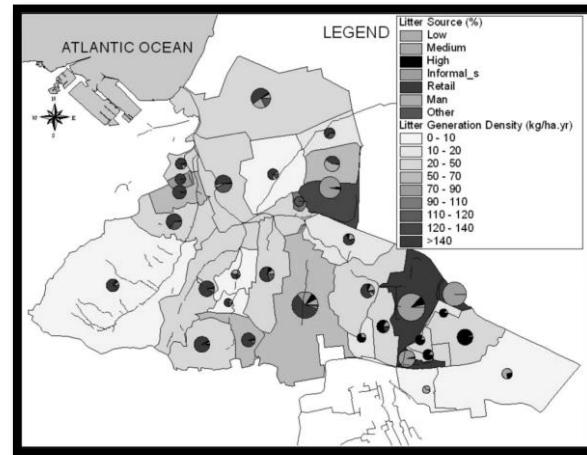 ATLANTIC OCEAN
N
W
E
S
LEGEND
Litter Source (%)
Low
Medium
High
Informal_s
Retail
Man
Other
Litter Generation Density (kg/ha.yr)
0 - 10
10 - 20
20 - 50
50 - 70
70 - 90
90 - 110
110 - 120
120 - 140
>140